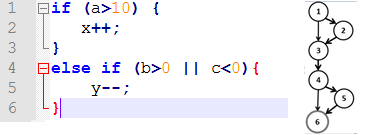 1 if (a>10) {
2 x++;
3 }
4 else if (b>0 || c<0){
5 y--;
6 }
1
2
3
4
5
6